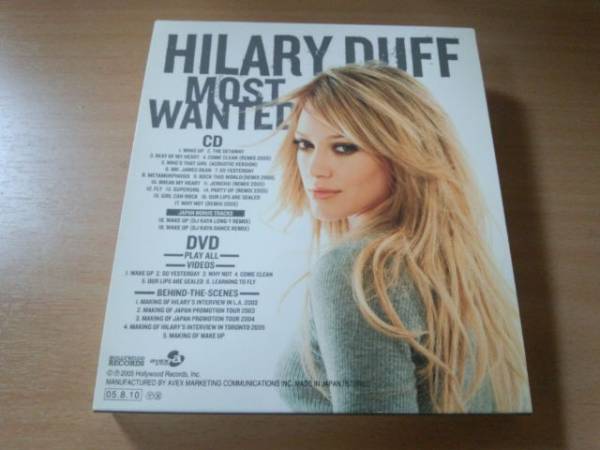 HILARY DUFF
MOST
WANTED
CD
1. WAKE UP 2. THE GETAWAY
3. BEAT OF MY HEART 4. COME CLEAN (REMIX 2005)
5. WHO'S THAT GIRL (ACOUSTIC VERSION)
6. MR. JAMES DEAN 7. SO YESTERDAY
8. METAMORPHOSIS 9. ROCK THIS WORLD (REMIX 2005)
10. BREAK MY HEART 11. JERICHO (REMIX 2005)
12. FLY 13. SUPERGIRL 14. PARTY UP (REMIX 2005)
15. GIRL CAN ROCK 16. OUR LIPS ARE SEALED
17. WHY NOT (REMIX 2005)
JAPAN BONUS TRACKS
18. WAKE UP (DJ KAYA LONG-T REMIX)
19. WAKE UP (DJ KAYA DANCE REMIX)
DVD
PLAY ALL
VIDEOS
1. WAKE UP 2. SO YESTERDAY 3. WHY NOT 4. COME CLEAN
5. OUR LIPS ARE SEALED 6. LEARNING TO FLY
BEHIND-THE-SCENES
1. MAKING OF HILARY'S INTERVIEW IN L.A. 2003
2. MAKING OF JAPAN PROMOTION TOUR 2003
3. MAKING OF JAPAN PROMOTION TOUR 2004
4. MAKING OF HILARY'S INTERVIEW IN TORONTO 2005
5. MAKING OF WAKE UP
HOLLYWOOD
RECORDS
avex
©℗ 2005 Hollywood Records, Inc.
MANUFACTURED BY AVEX MARKETING COMMUNICATIONS INC. MADE IN JAPAN./STEREO
05.8.10